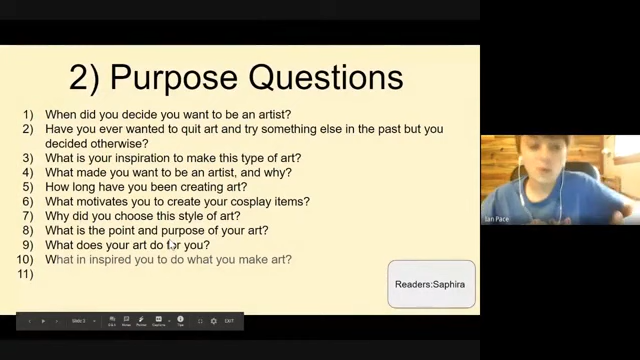 2) Purpose Questions
1) When did you decide you want to be an artist?
2) Have you ever wanted to quit art and try something else in the past but you
decided otherwise?
3) What is your inspiration to make this type of art?
4) What made you want to be an artist, and why?
5) How long have you been creating art?
6) What motivates you to create your cosplay items?
7) Why did you choose this style of art?
8) What is the point and purpose of your art?
9) What does your art do for you?
10) What in inspired you to do what you make art?
11)
Readers:Saphira
Ian Pace
Slide 2
EXIT